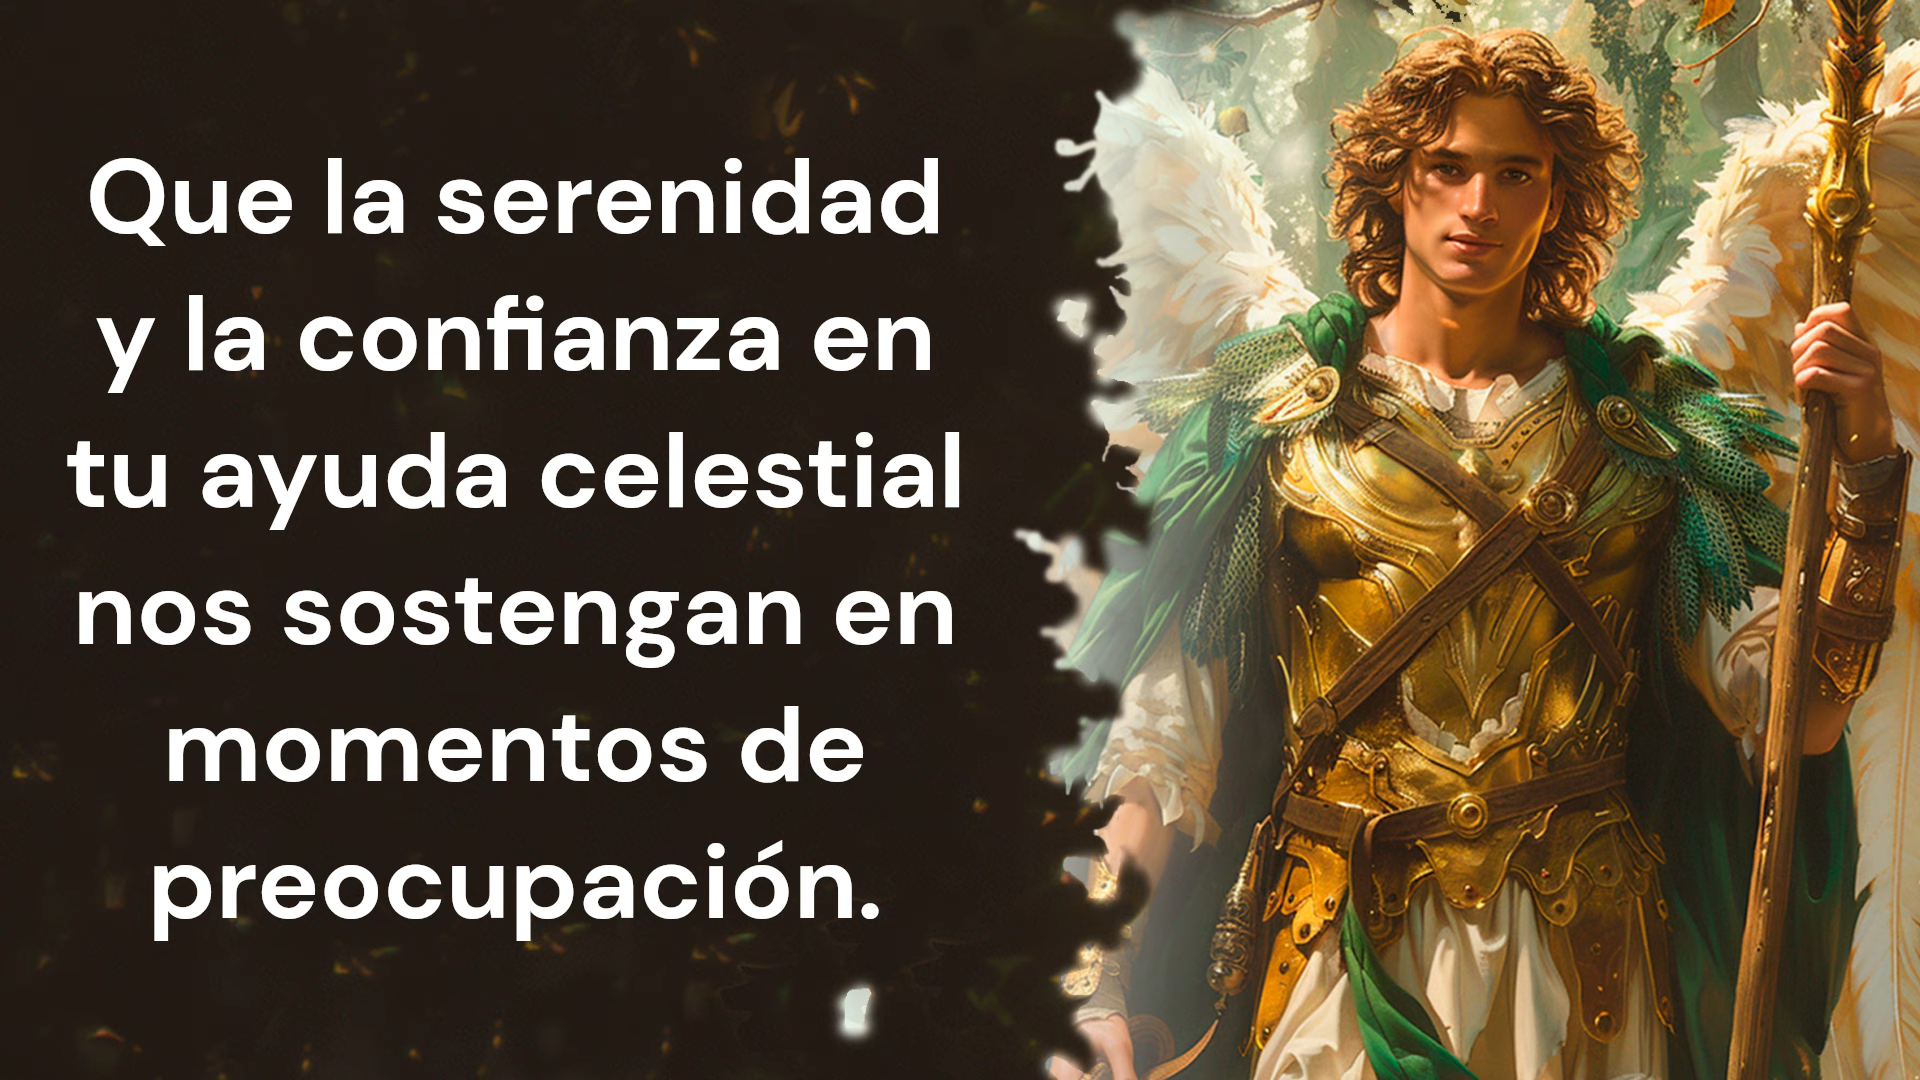 Que la serenidad
y la confianza en
tu ayuda celestial
nos sostengan en
momentos de
preocupación.